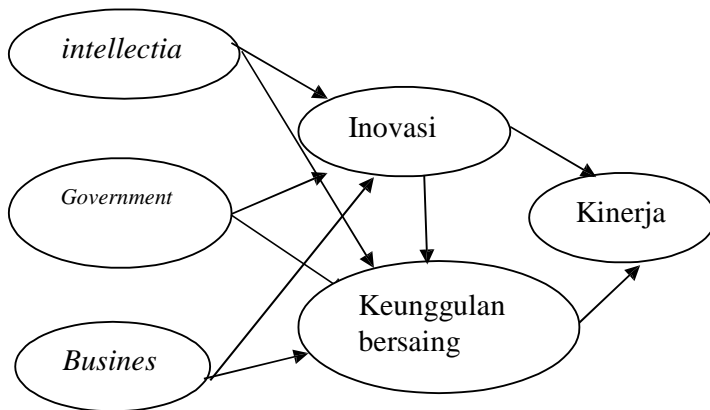 intellectia
Inovasi
Government
Kinerja
Keunggulan
bersaing
Busines